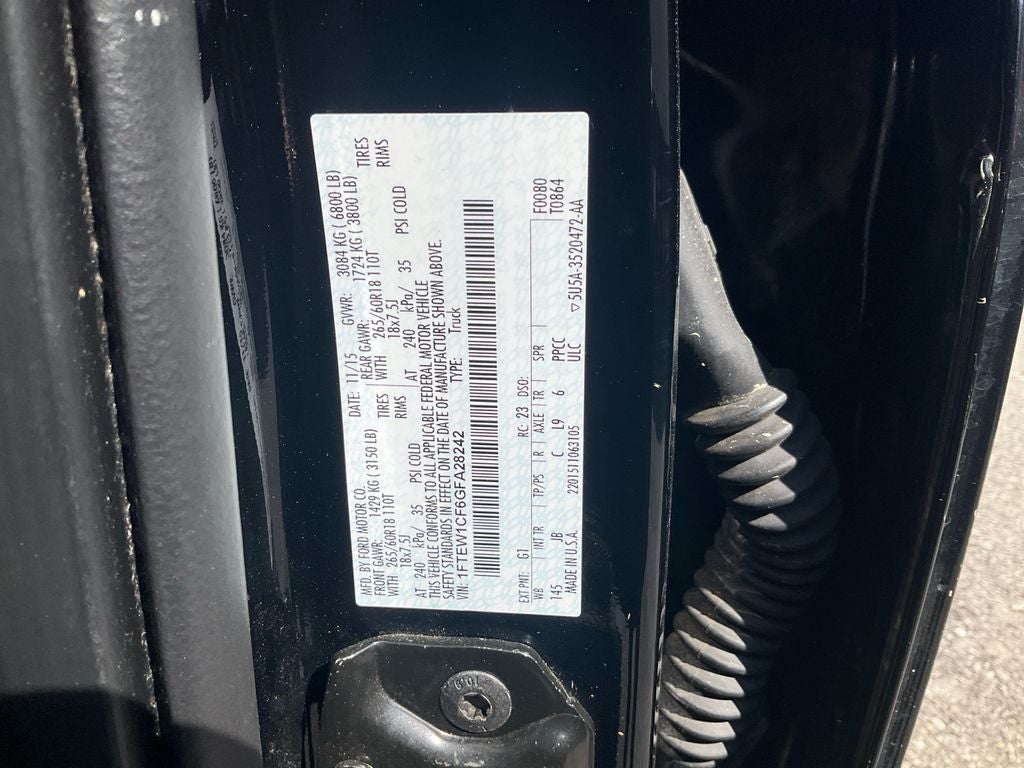 MFD. BY FORD MOTOR CO.
DATE: 11/15 GVWR: 3084 KG ( 6800 LB)
FRONT GAWR: 1429 KG ( 3150 LB)
REAR GAWR: 1724 KG ( 3800 LB)
WITH 265/60R18 110T TIRES
WITH 265/60R18 110T TIRES
18x7.5J RIMS
18x7.5J RIMS
AT 240 kPa/ 35 PSI COLD
AT 240 kPa/ 35 PSI COLD
THIS VEHICLE CONFORMS TO ALL APPLICABLE FEDERAL MOTOR VEHICLE
SAFETY STANDARDS IN EFFECT ON THE DATE OF MANUFACTURE SHOWN ABOVE.
VIN: 1FTEW1CF6GFA28242 TYPE: Truck
EXT PNT: G1 RC: 23 DSO: F0080
WB INT TR TP/PS R AXLE TR SPR T0864
145 JB C L9 6 PPCC
MADE IN U.S.A. 2201511063105 ULC ▽5U5A-3520472-AA
10.9